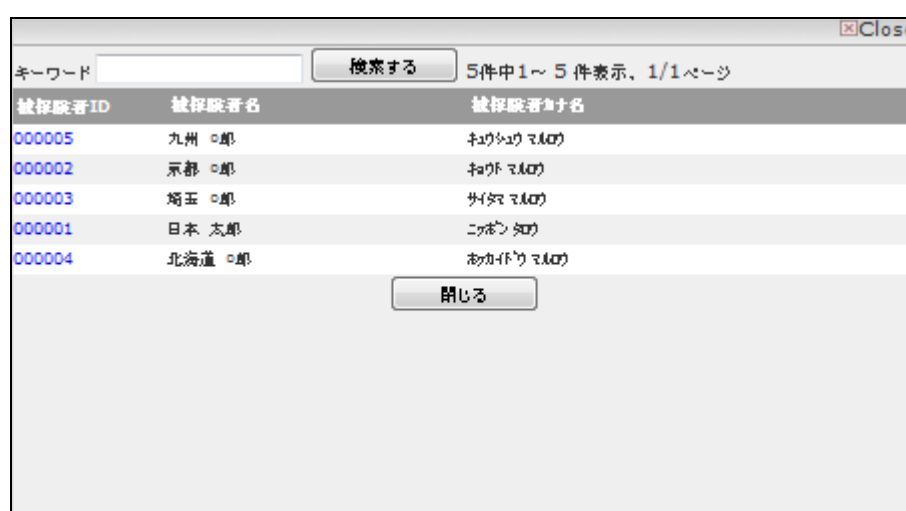 Close
キーワード 検索する 5件中1～ 5 件表示、1/1ページ
被保険者ID 被保険者名 被保険者ｶﾅ名
000005 九州 ○郎 ｷｭｳｼｭｳ ﾏﾙﾛｳ
000002 京都 ○郎 ｷｮｳﾄ ﾏﾙﾛｳ
000003 埼玉 ○郎 ｻｲﾀﾏ ﾏﾙﾛｳ
000001 日本 太郎 ﾆｯﾎﾟﾝ ﾀﾛｳ
000004 北海道 ○郎 ﾎｯｶｲﾄﾞｳ ﾏﾙﾛｳ
閉じる